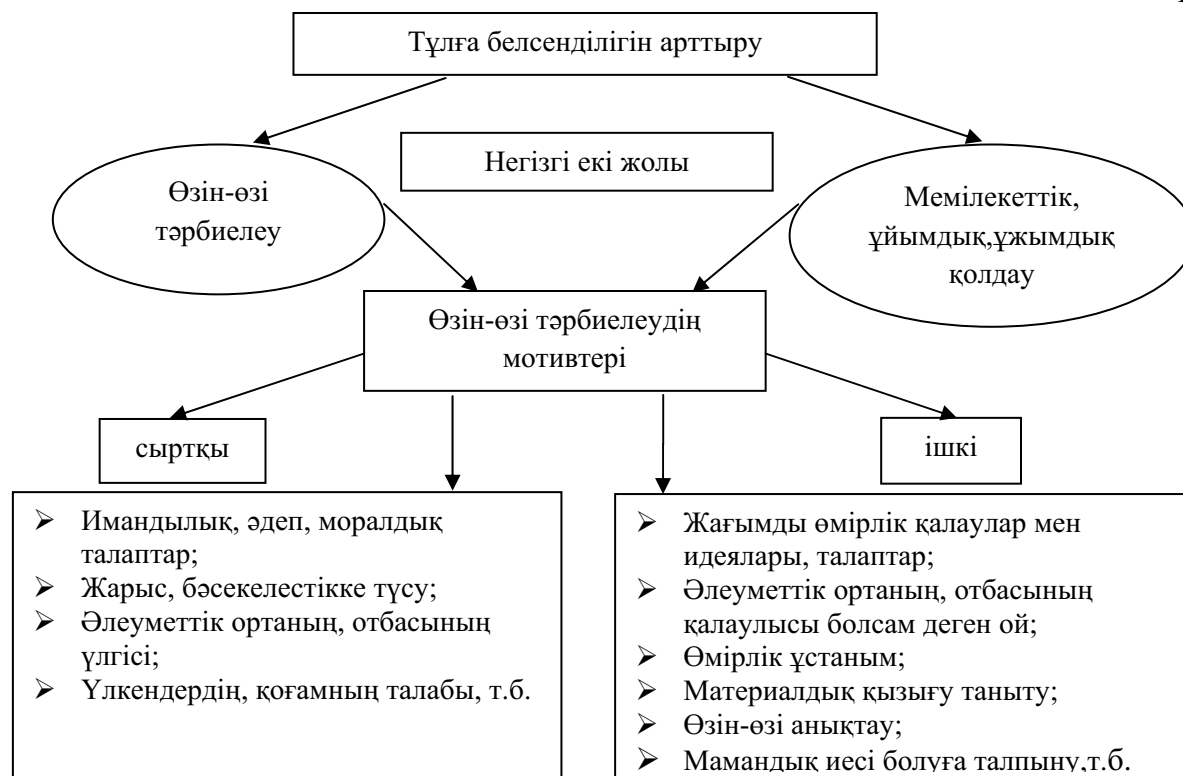 Тұлға белсенділігін арттыру
Негізгі екі жолы
Өзін-өзі
тәрбиелеу
Мемілекеттік,
ұйымдық,ұжымдық
қолдау
Өзін-өзі тәрбиелеудің
мотивтері
сыртқы
ішкі
➢ Имандылық, әдеп, моралдық
талаптар;
➢ Жарыс, бәсекелестікке түсу;
➢ Әлеуметтік ортаның, отбасының
үлгісі;
➢ Үлкендердің, қоғамның талабы, т.б.
➢ Жағымды өмірлік қалаулар мен
идеялары, талаптар;
➢ Әлеуметтік ортаның, отбасының
қалаулысы болсам деген ой;
➢ Өмірлік ұстаным;
➢ Материалдық қызығу таныту;
➢ Өзін-өзі анықтау;
➢ Мамандық иесі болуға талпыну,т.б.